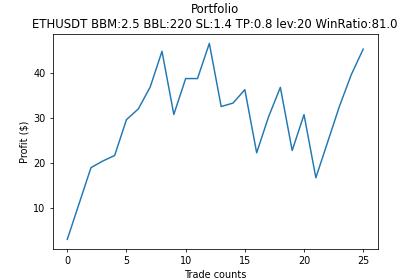 Portfolio
ETHUSDT BBM:2.5 BBL:220 SL:1.4 TP:0.8 lev:20 WinRatio:81.0
40
30
20
10
Profit ($)
0 5 10 15 20 25
Trade counts